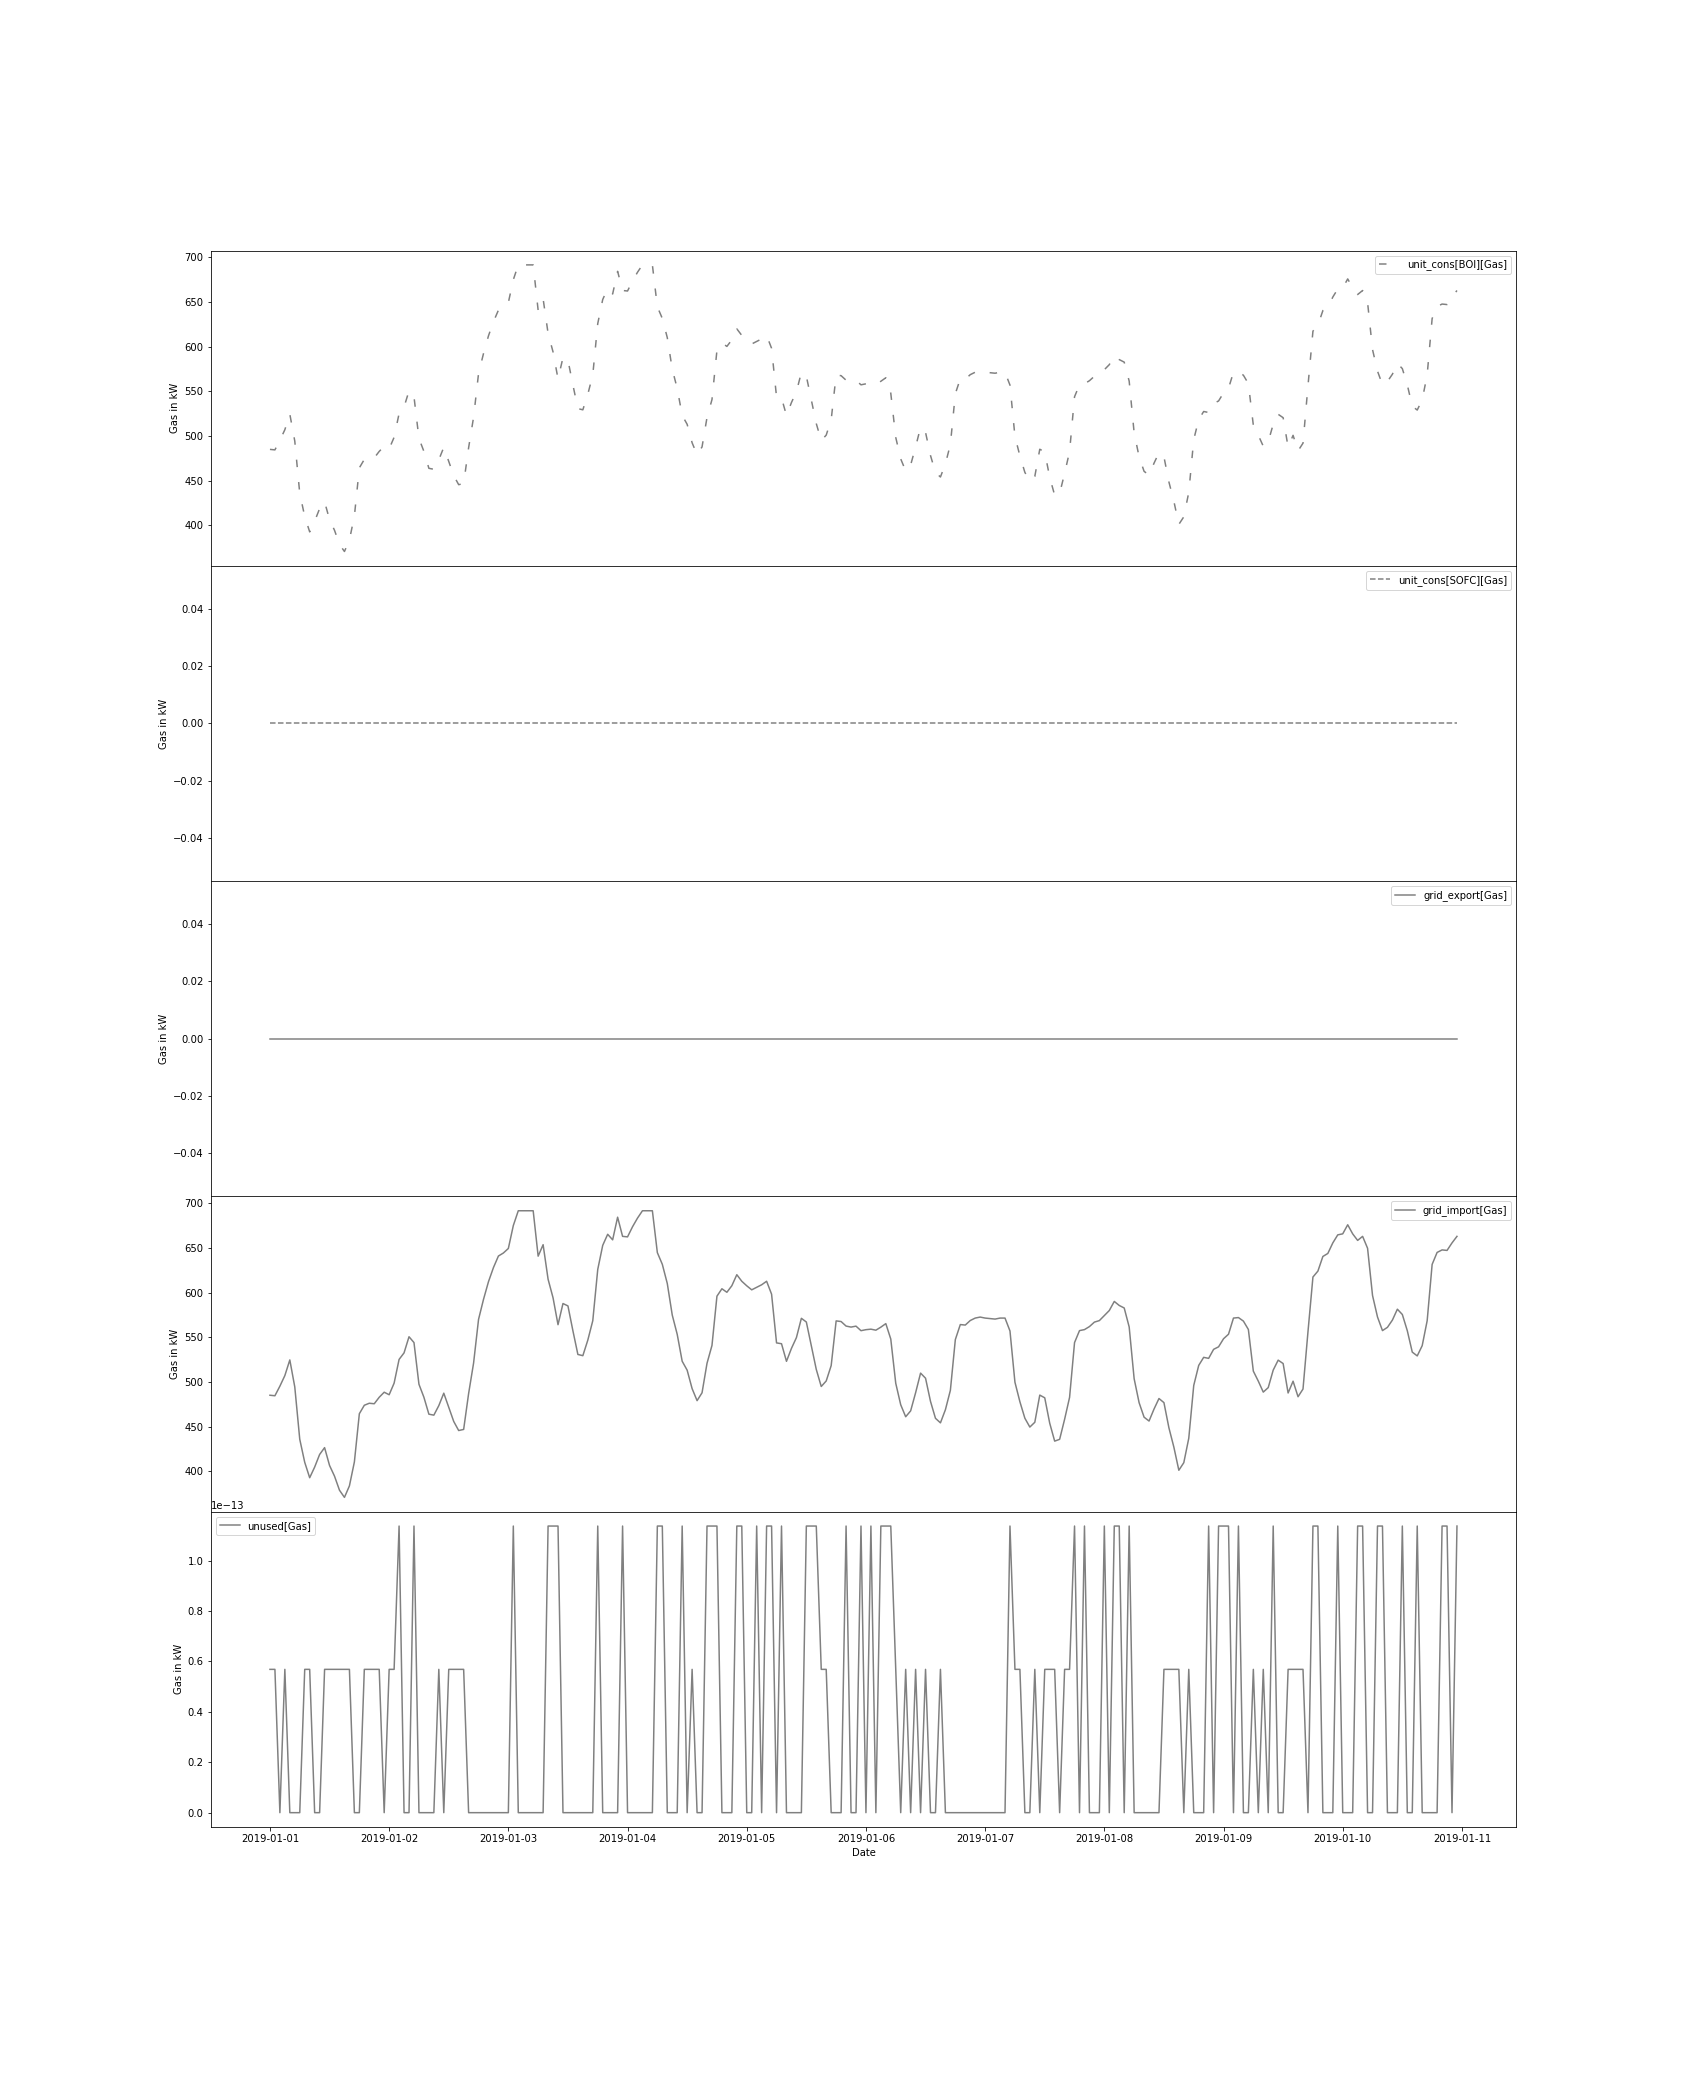 700
650
600
550
500
450
400
Gas in kW
unit_cons[BOI][Gas]
0.04
0.02
0.00
−0.02
−0.04
Gas in kW
unit_cons[SOFC][Gas]
0.04
0.02
0.00
−0.02
−0.04
Gas in kW
grid_export[Gas]
700
650
600
550
500
450
400
Gas in kW
grid_import[Gas]
1e−13
1.0
0.8
0.6
0.4
0.2
0.0
Gas in kW
unused[Gas]
2019-01-01 2019-01-02 2019-01-03 2019-01-04 2019-01-05 2019-01-06 2019-01-07 2019-01-08 2019-01-09 2019-01-10 2019-01-11
Date